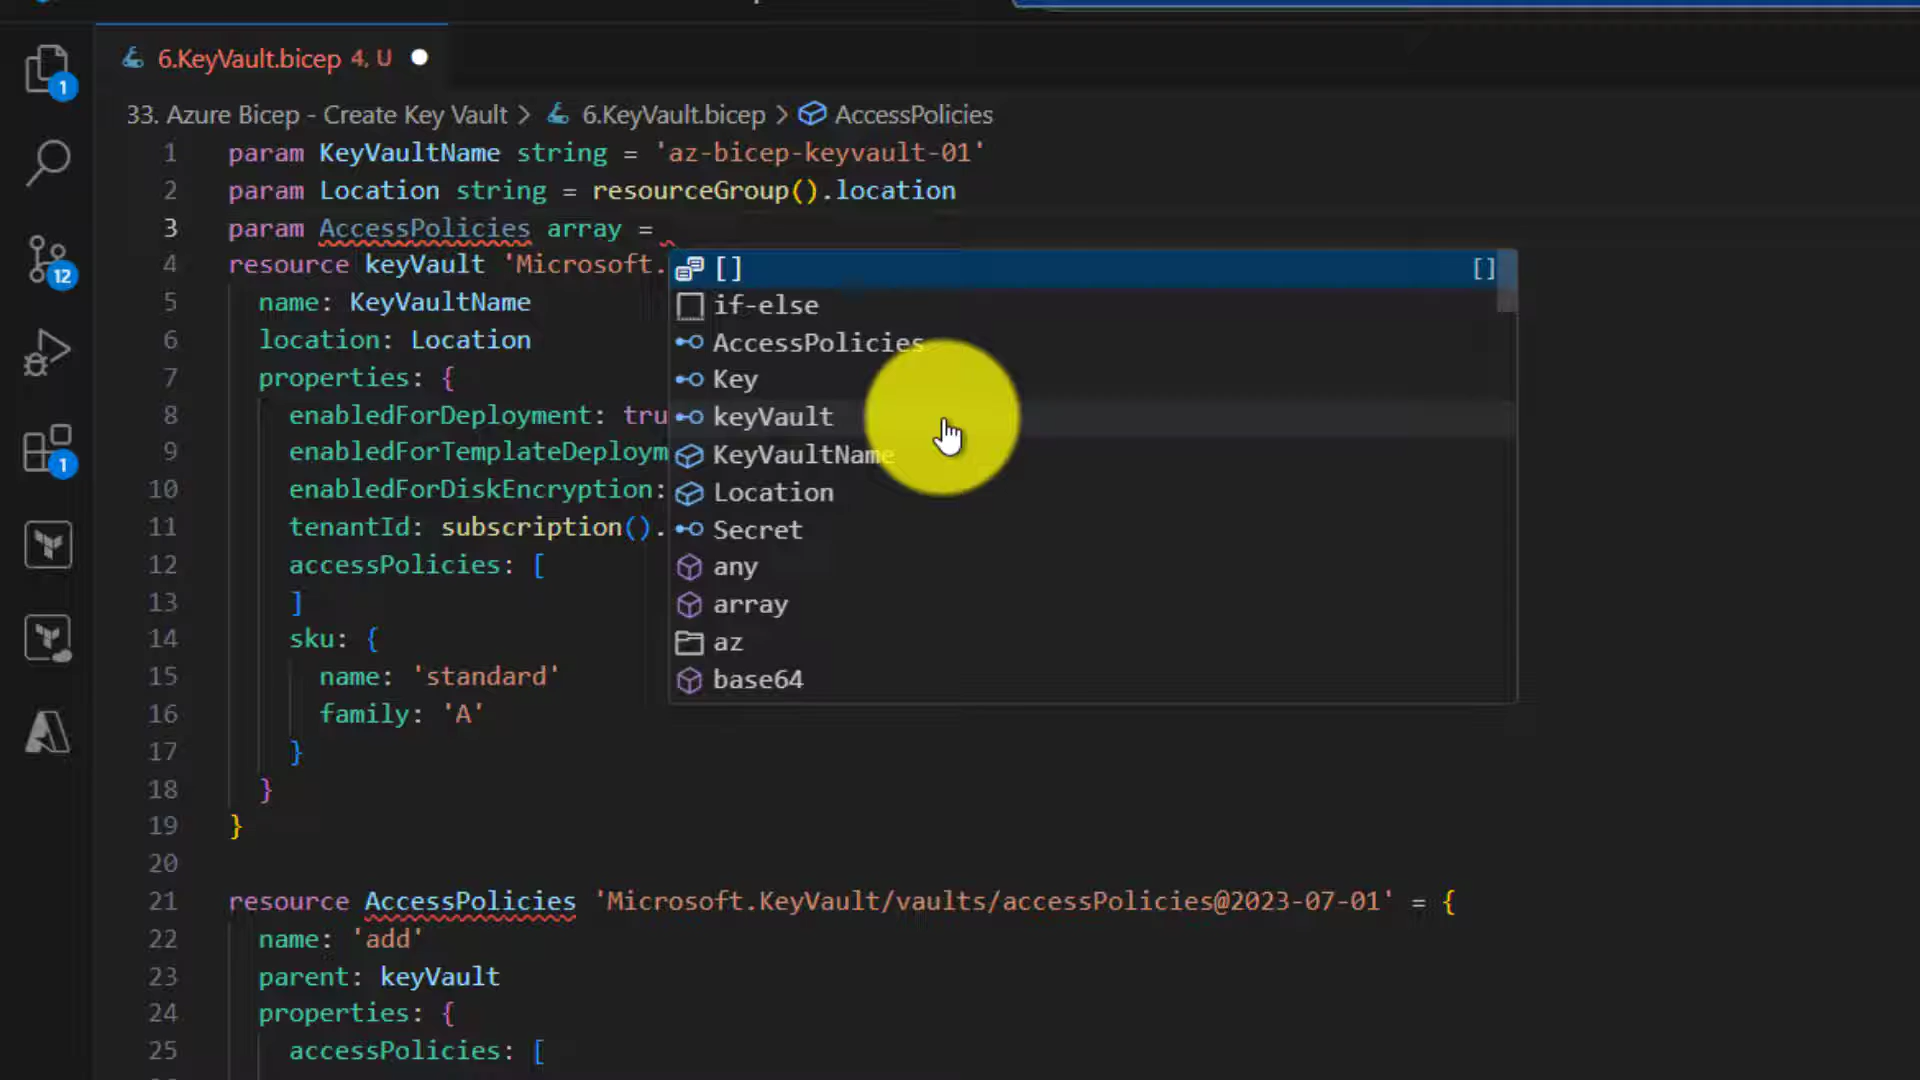 6.KeyVault.bicep 4, U
33. Azure Bicep - Create Key Vault > 6.KeyVault.bicep > AccessPolicies
1 param KeyVaultName string = 'az-bicep-keyvault-01'
2 param Location string = resourceGroup().location
3 param AccessPolicies array =
4 resource keyVault 'Microsoft.
5 name: KeyVaultName
6 location: Location
7 properties: {
8 enabledForDeployment: tru
9 enabledForTemplateDeploym
10 enabledForDiskEncryption:
11 tenantId: subscription().
12 accessPolicies: [
13 ]
14 sku: {
15 name: 'standard'
16 family: 'A'
17 }
18 }
19 }
20
21 resource AccessPolicies 'Microsoft.KeyVault/vaults/accessPolicies@2023-07-01' = {
22 name: 'add'
23 parent: keyVault
24 properties: {
25 accessPolicies: [
[] []
if-else
AccessPolicies
Key
keyVault
KeyVaultName
Location
Secret
any
array
az
base64
1
12
1